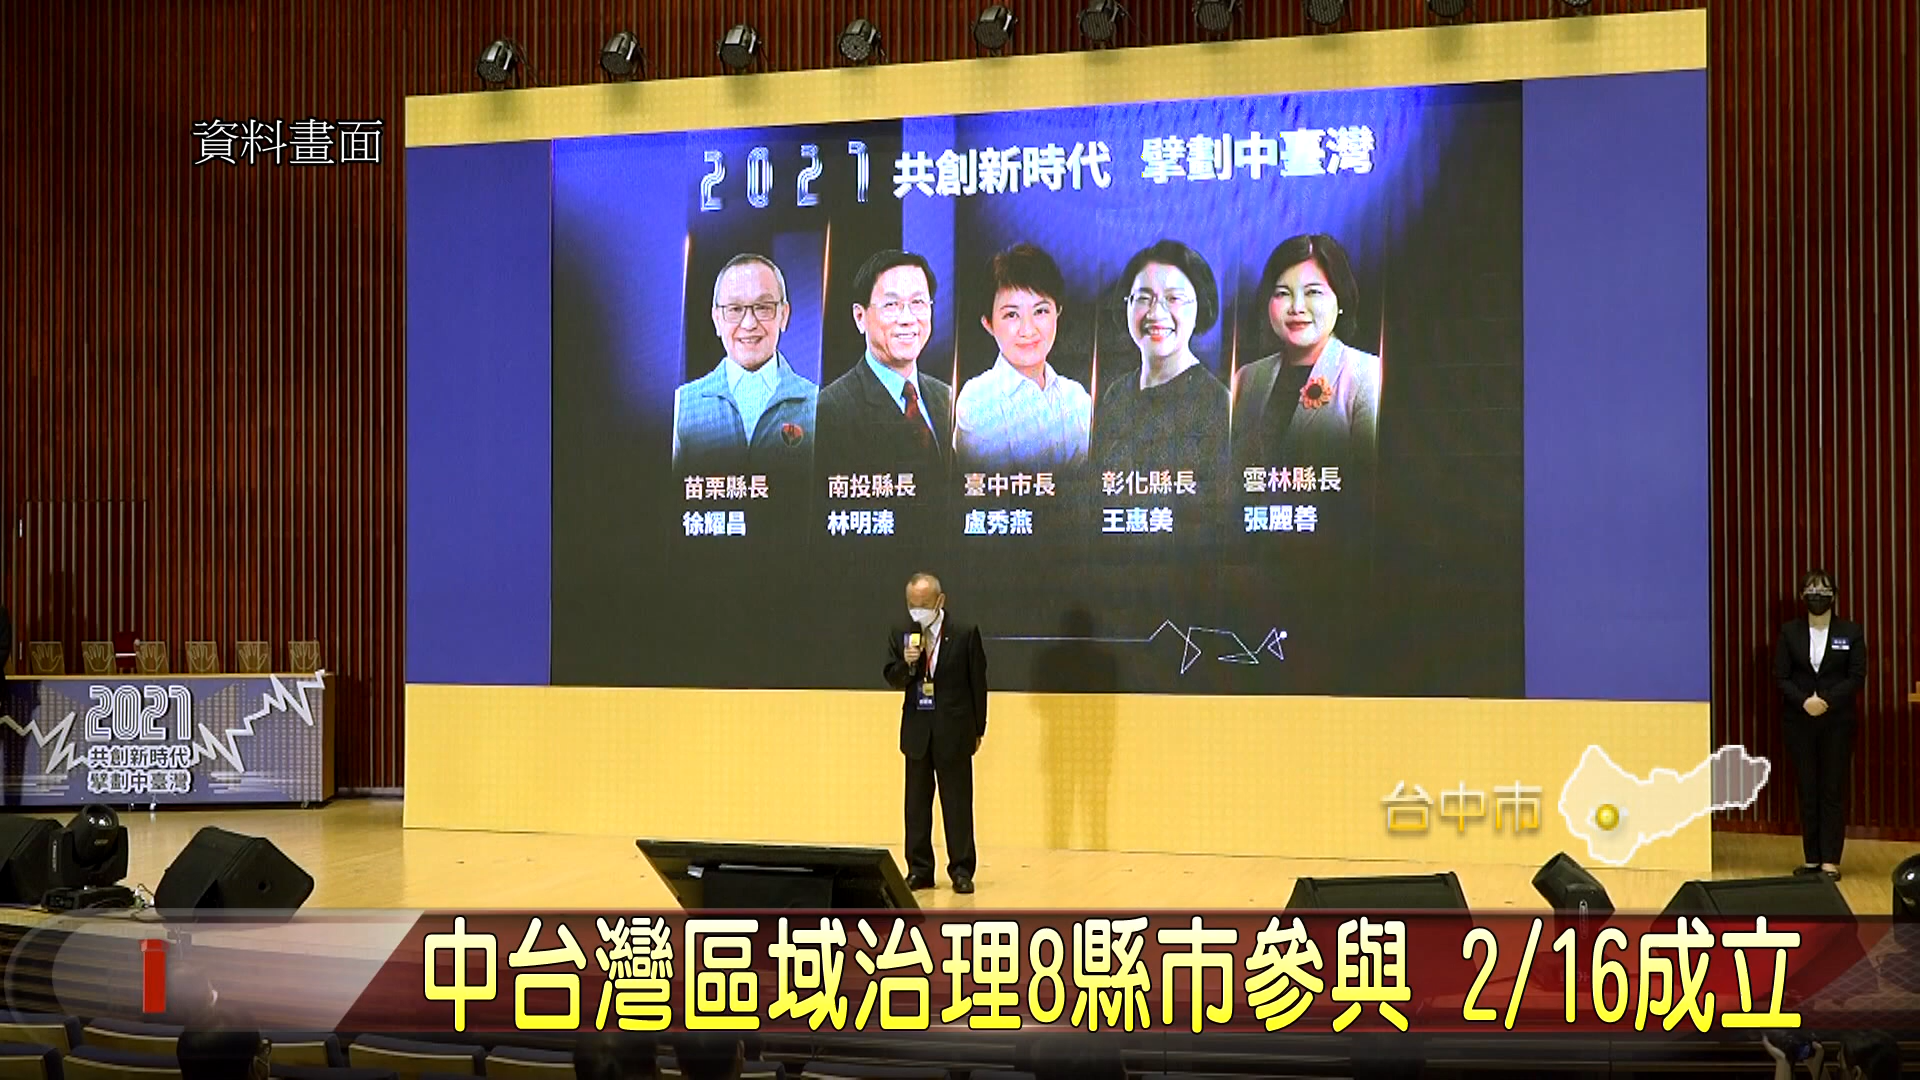 資料畫面
2021 共創新時代 擘劃中臺灣
苗栗縣長
徐耀昌
南投縣長
林明溱
臺中市長
盧秀燕
彰化縣長
王惠美
雲林縣長
張麗善
2021
共創新時代
擘劃中臺灣
台中市
中台灣區域治理8縣市參與 2/16成立